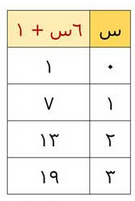 س ٦س + ١
٠ ١
١ ٧
٢ ١٣
٣ ١٩